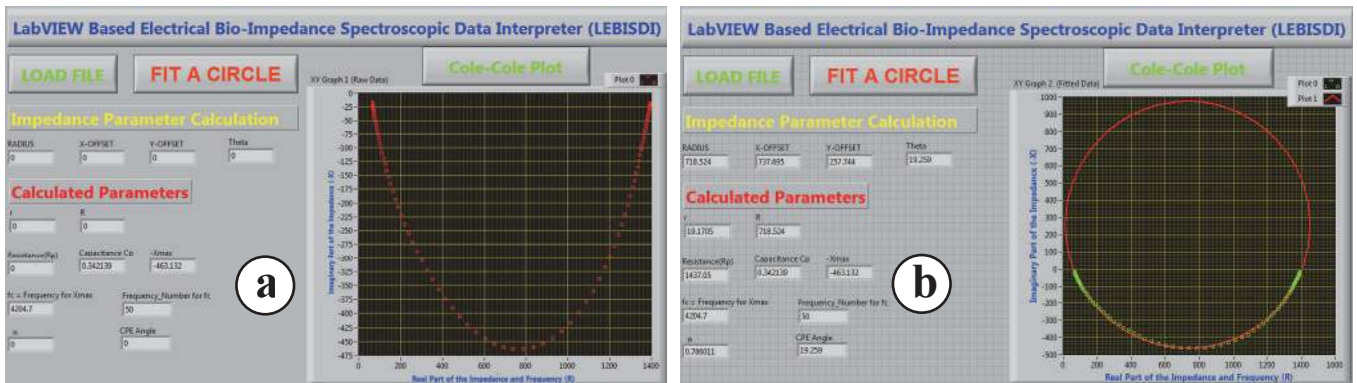 LabVIEW Based Electrical Bio-Impedance Spectroscopic Data Interpreter (LEBISDI)
LOAD FILE
FIT A CIRCLE
Cole-Cole Plot
XY Graph 1 (Raw Data)
Plot 0
Impedance Parameter Calculation
RADIUS X-OFFSET Y-OFFSET Theta
0 0 0 0
Calculated Parameters
r R
0 0
Resistance(Rp) Capacitance Cp -Xmax
0 0.342139 -463.132
fc = Frequency for Xmax Frequency_Number for fc
4204.7 50
n CPE Angle
0 0
a
Imaginary Part of the Impedance (-X)
0
-25
-50
-75
-100
-125
-150
-175
-200
-225
-250
-275
-300
-325
-350
-375
-400
-425
-450
-475
0 200 400 600 800 1000 1200 1400
Real Part of the Impedance and Frequency (R)
LabVIEW Based Electrical Bio-Impedance Spectroscopic Data Interpreter (LEBISDI)
LOAD FILE
FIT A CIRCLE
Cole-Cole Plot
XY Graph 2 (Fitted Data)
Plot 0
Plot 1
Impedance Parameter Calculation
RADIUS X-OFFSET Y-OFFSET Theta
718.524 737.695 257.744 19.259
Calculated Parameters
r R
19.1705 718.524
Resistance(Rp) Capacitance Cp -Xmax
1437.05 0.342139 -463.132
fc = Frequency for Xmax Frequency_Number for fc
4204.7 50
n CPE Angle
0.786011 19.259
b
Imaginary Part of the Impedance (-X)
1000
900
800
700
600
500
400
300
200
100
0
-100
-200
-300
-400
-500
0 200 400 600 800 1000 1200 1400 1600
Real Part of the Impedance and Frequency (R)